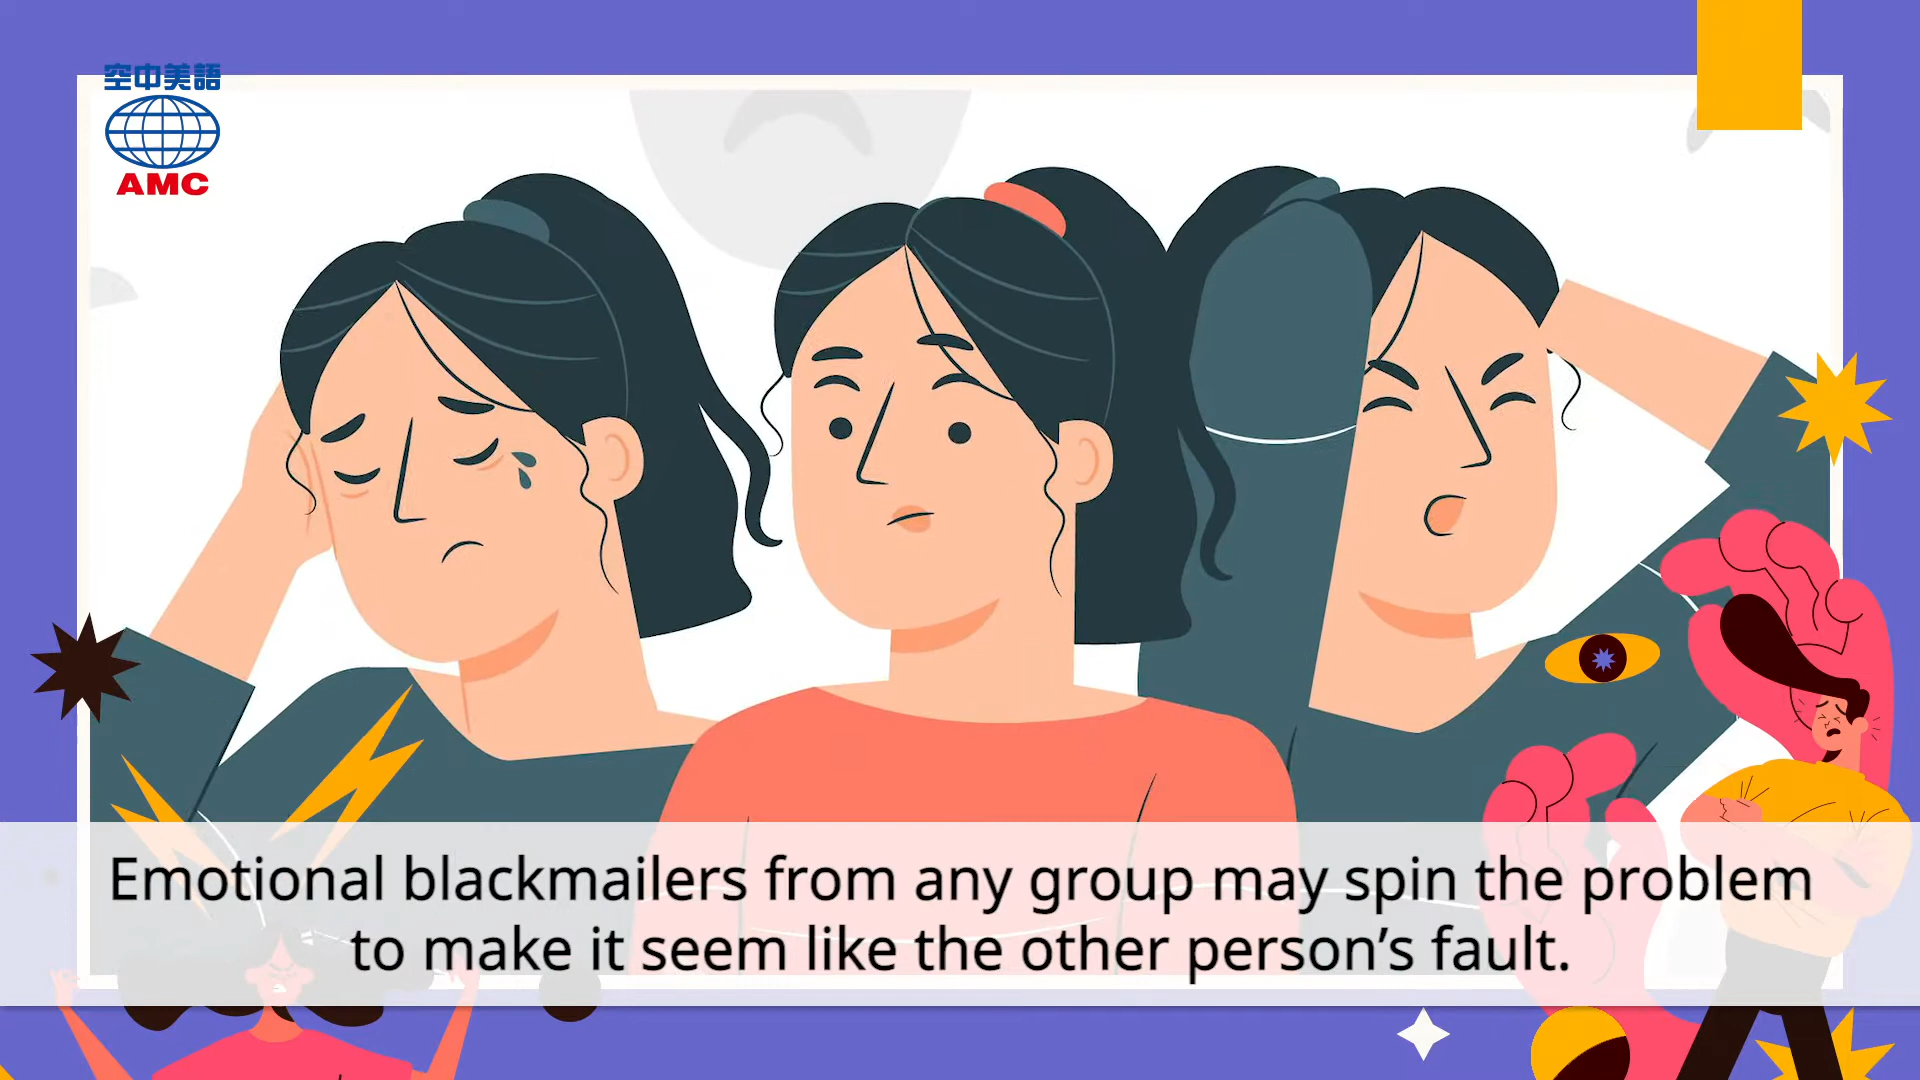 空中美語
AMC
Emotional blackmailers from any group may spin the problem
to make it seem like the other person’s fault.